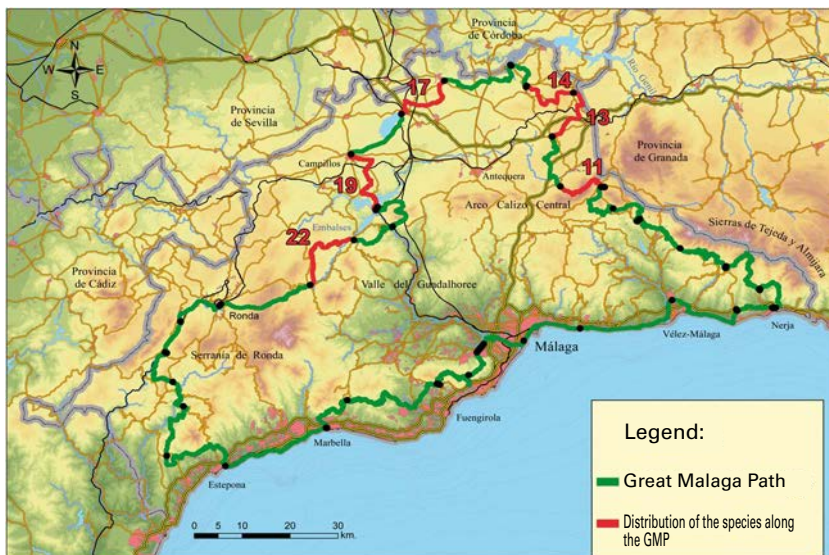 Provincia
de Córdoba
N
W E
S
Río Genil
17
14
Provincia
de Sevilla
13
Provincia
de Granada
Campillos
Antequera
11
19
Arco Calizo Central
Sierras de Tejeda y Almijara
Embalses
22
Provincia
de Cádiz
Valle del Guadalhorce
Ronda
Nerja
Vélez-Málaga
Málaga
Serranía de Ronda
Fuengirola
Marbella
Estepona
Legend:
Great Malaga Path
Distribution of the species along
the GMP
0 5 10 20 30
km.